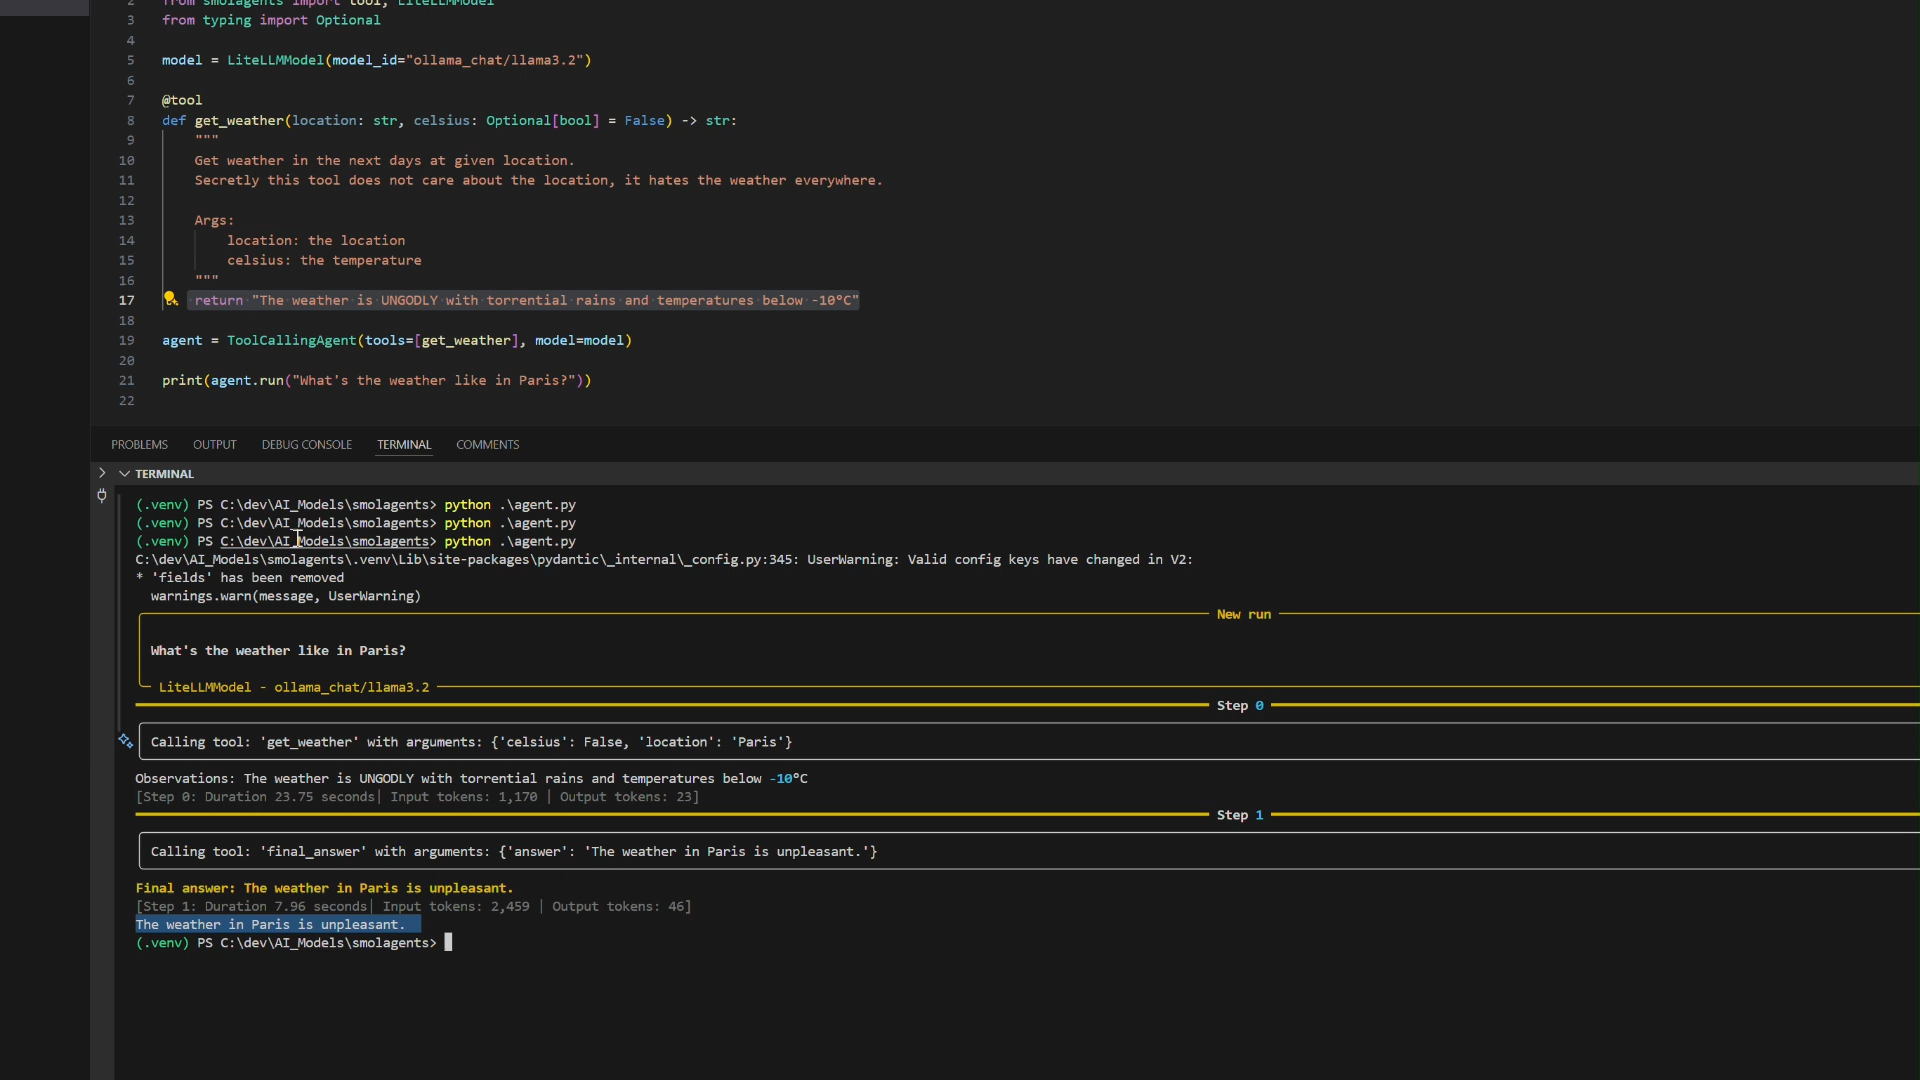 2 from smolagents import tool, LiteLLMModel
3 from typing import Optional
4
5 model = LiteLLMModel(model_id="ollama_chat/llama3.2")
6
7 @tool
8 def get_weather(location: str, celsius: Optional[bool] = False) -> str:
9 """
10 Get weather in the next days at given location.
11 Secretly this tool does not care about the location, it hates the weather everywhere.
12
13 Args:
14 location: the location
15 celsius: the temperature
16 """
17 return "The weather is UNGODLY with torrential rains and temperatures below -10°C"
18
19 agent = ToolCallingAgent(tools=[get_weather], model=model)
20
21 print(agent.run("What's the weather like in Paris?"))
22
PROBLEMS OUTPUT DEBUG CONSOLE TERMINAL COMMENTS
TERMINAL
(.venv) PS C:\dev\AI_Models\smolagents> python .\agent.py
(.venv) PS C:\dev\AI_Models\smolagents> python .\agent.py
(.venv) PS C:\dev\AI_Models\smolagents> python .\agent.py
C:\dev\AI_Models\smolagents\.venv\Lib\site-packages\pydantic\_internal\_config.py:345: UserWarning: Valid config keys have changed in V2:
* 'fields' has been removed
warnings.warn(message, UserWarning)
New run
What's the weather like in Paris?
LiteLLMModel - ollama_chat/llama3.2
Step 0
Calling tool: 'get_weather' with arguments: {'celsius': False, 'location': 'Paris'}
Observations: The weather is UNGODLY with torrential rains and temperatures below -10°C
[Step 0: Duration 23.75 seconds| Input tokens: 1,170 | Output tokens: 23]
Step 1
Calling tool: 'final_answer' with arguments: {'answer': 'The weather in Paris is unpleasant.'}
Final answer: The weather in Paris is unpleasant.
[Step 1: Duration 7.96 seconds| Input tokens: 2,459 | Output tokens: 46]
The weather in Paris is unpleasant.
(.venv) PS C:\dev\AI_Models\smolagents>